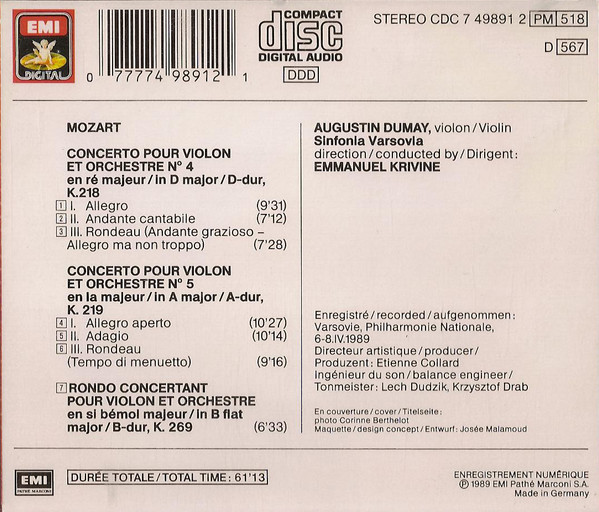 EMI
DIGITAL
0 77774 98912 1
COMPACT
disc
DIGITAL AUDIO
DDD
STEREO CDC 7 49891 2 PM 518
D 567
MOZART
CONCERTO POUR VIOLON
ET ORCHESTRE N° 4
en ré majeur/in D major/D-dur,
K.218
1 I. Allegro (9'31)
2 II. Andante cantabile (7'12)
3 III. Rondeau (Andante grazioso –
Allegro ma non troppo) (7'28)
CONCERTO POUR VIOLON
ET ORCHESTRE N° 5
en la majeur/in A major/A-dur,
K. 219
4 I. Allegro aperto (10'27)
5 II. Adagio (10'14)
6 III. Rondeau
(Tempo di menuetto) (9'16)
7 RONDO CONCERTANT
POUR VIOLON ET ORCHESTRE
en si bémol majeur/in B flat
major/B-dur, K. 269 (6'33)
AUGUSTIN DUMAY, violon/Violin
Sinfonia Varsovia
direction/conducted by/Dirigent:
EMMANUEL KRIVINE
Enregistré/recorded/aufgenommen:
Varsovie, Philharmonie Nationale,
6-8.IV.1989
Directeur artistique/producer/
Produzent: Etienne Collard
Ingénieur du son/balance engineer/
Tonmeister: Lech Dudzik, Krzysztof Drab
En couverture/cover/Titelseite:
photo Corinne Berthelot
Maquette/design concept/Entwurf: Josée Malamoud
EMI
PATHÉ MARCONI
DURÉE TOTALE/TOTAL TIME: 61'13
ENREGISTREMENT NUMÉRIQUE
℗ 1989 EMI Pathé Marconi S.A.
Made in Germany